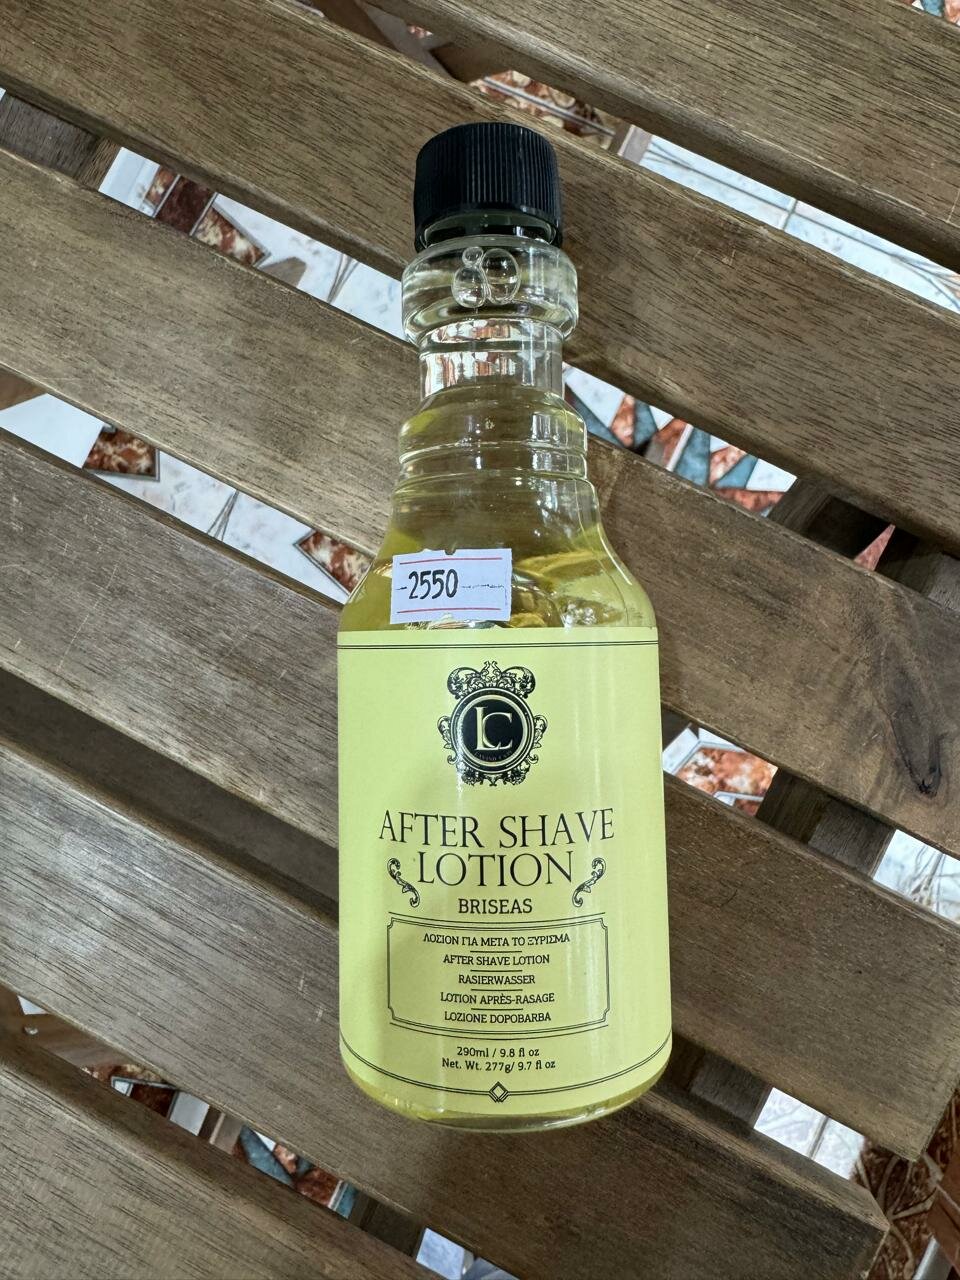 -2550
LC
AFTER SHAVE
LOTION
BRISEAS
ΛΟΣΙΟΝ ΓΙΑ ΜΕΤΑ ΤΟ ΞΥΡΙΣΜΑ
AFTER SHAVE LOTION
RASIERWASSER
LOTION APRÈS-RASAGE
LOZIONE DOPOBARBA
290ml / 9.8 fl oz
Net. Wt. 277g/ 9.7 fl oz